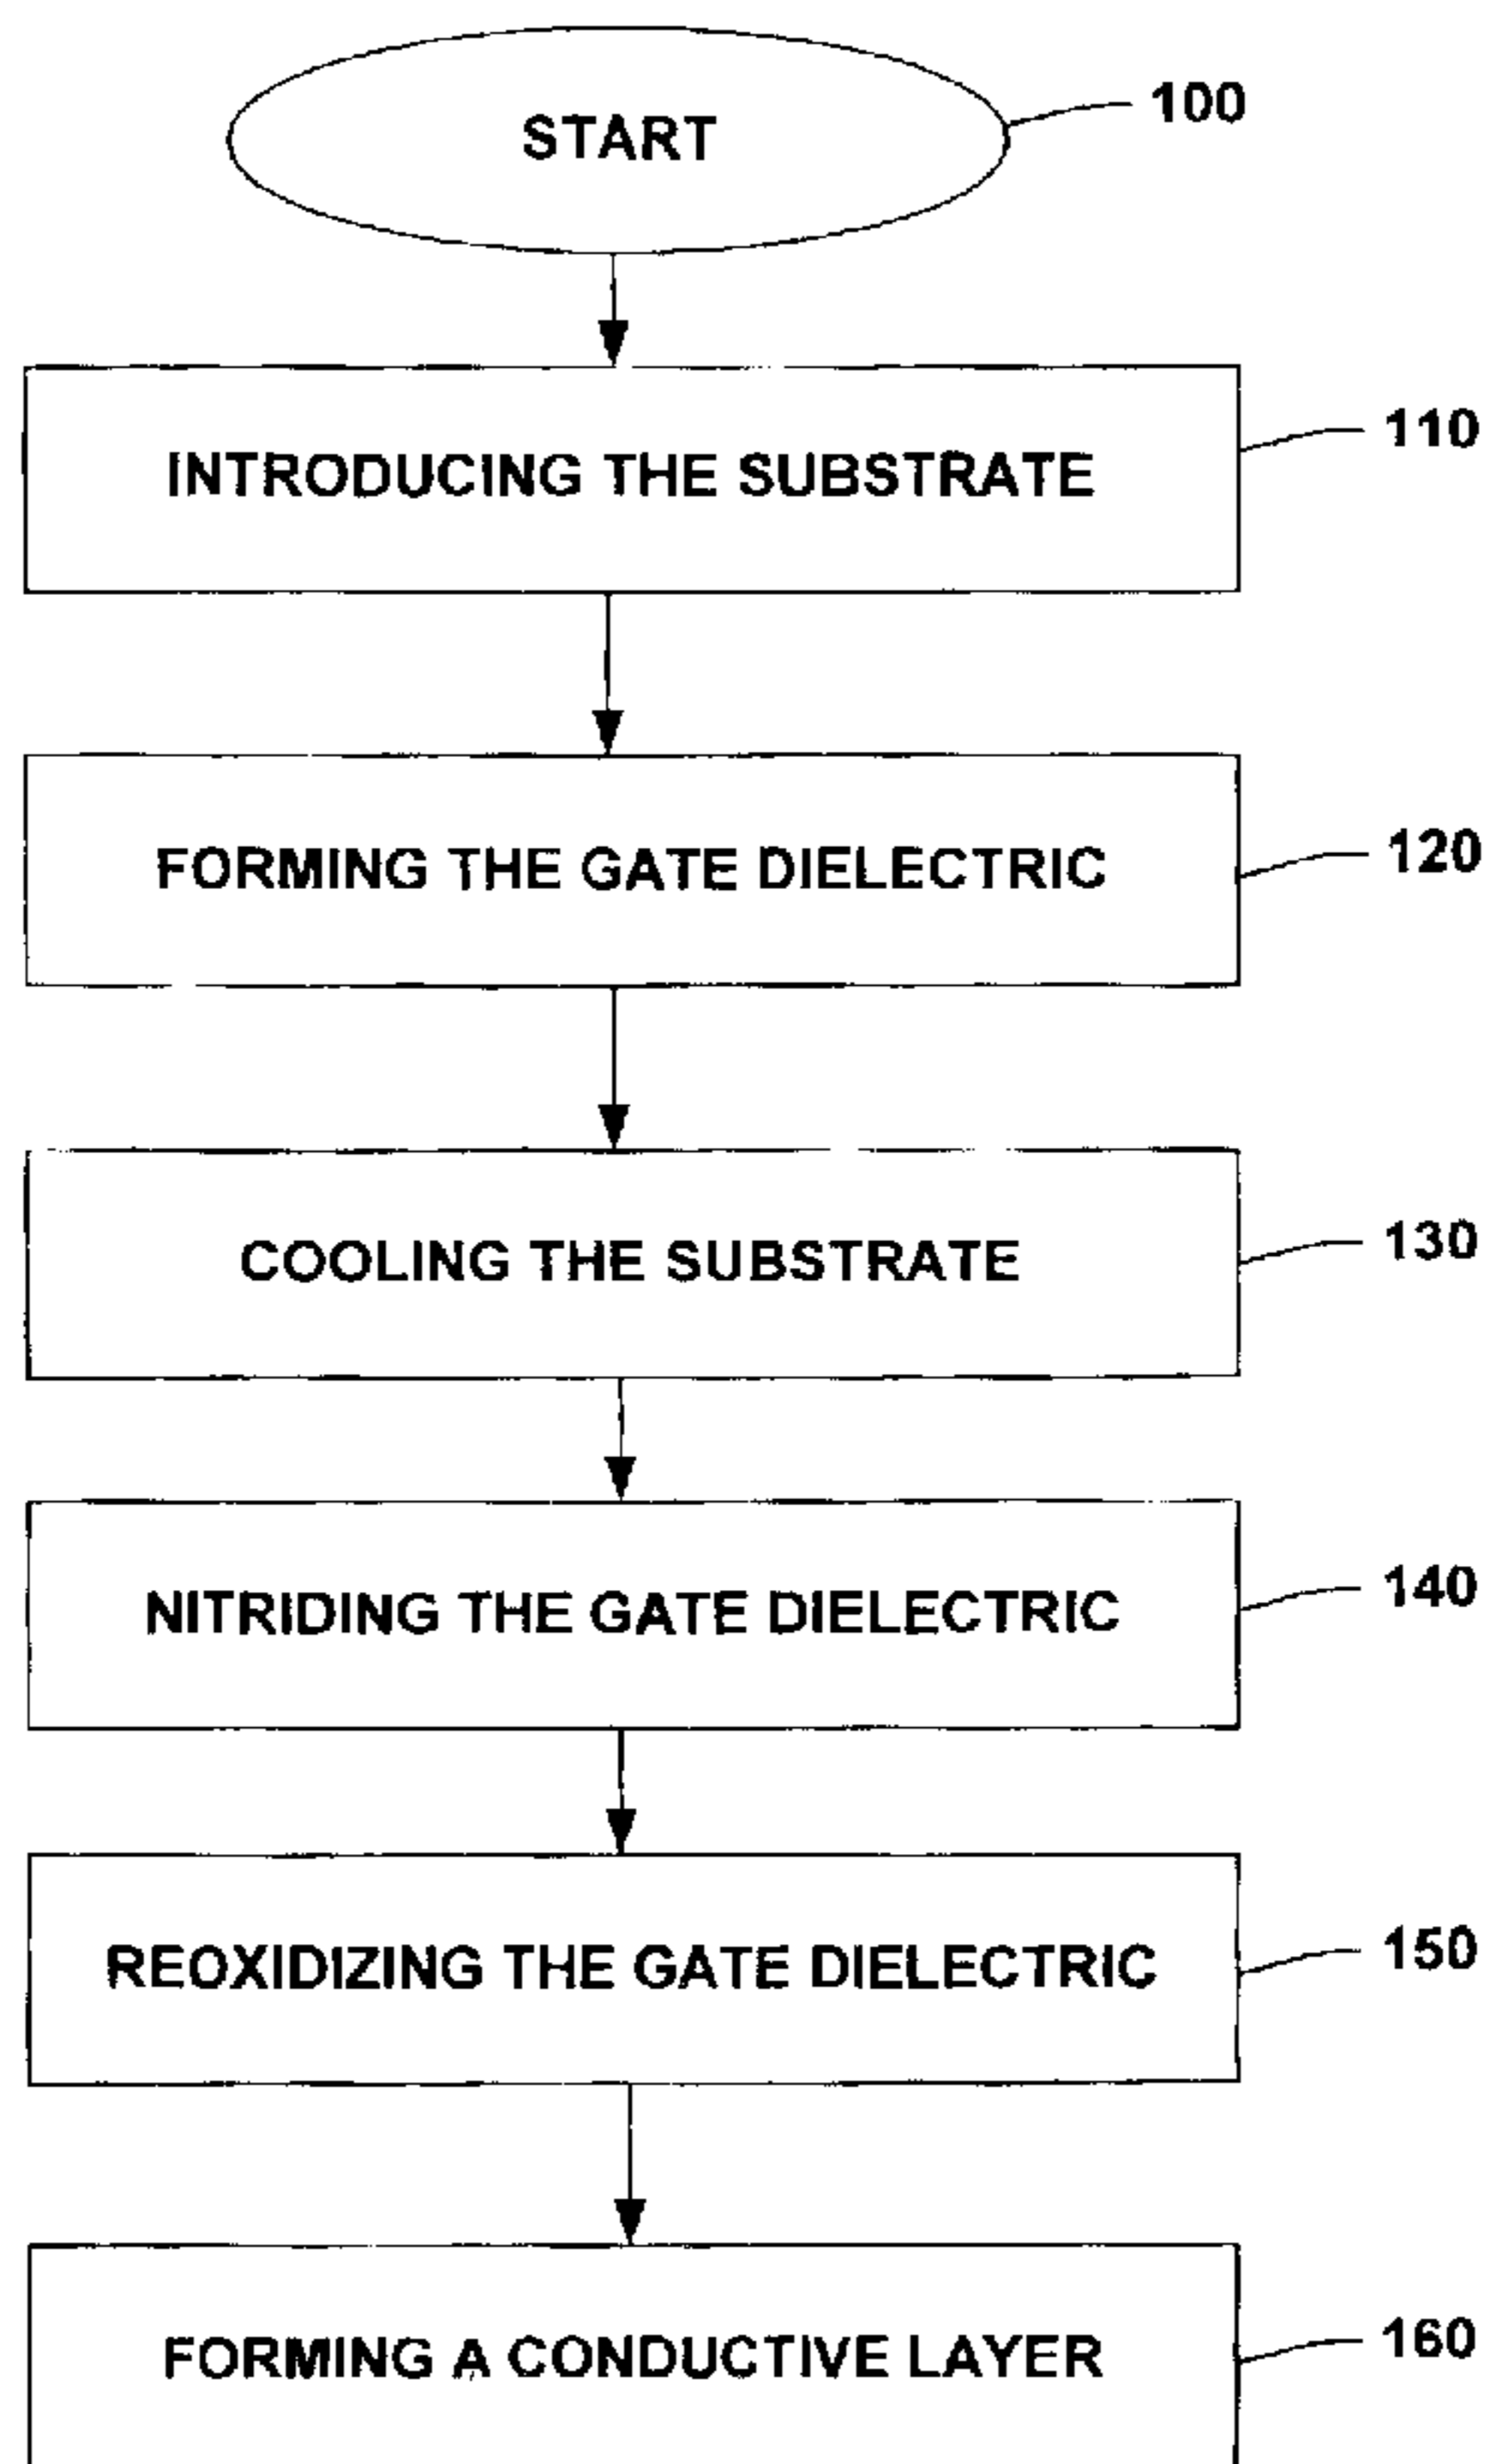 START
100
INTRODUCING THE SUBSTRATE
110
FORMING THE GATE DIELECTRIC
120
COOLING THE SUBSTRATE
130
NITRIDING THE GATE DIELECTRIC
140
REOXIDIZING THE GATE DIELECTRIC
150
FORMING A CONDUCTIVE LAYER
160